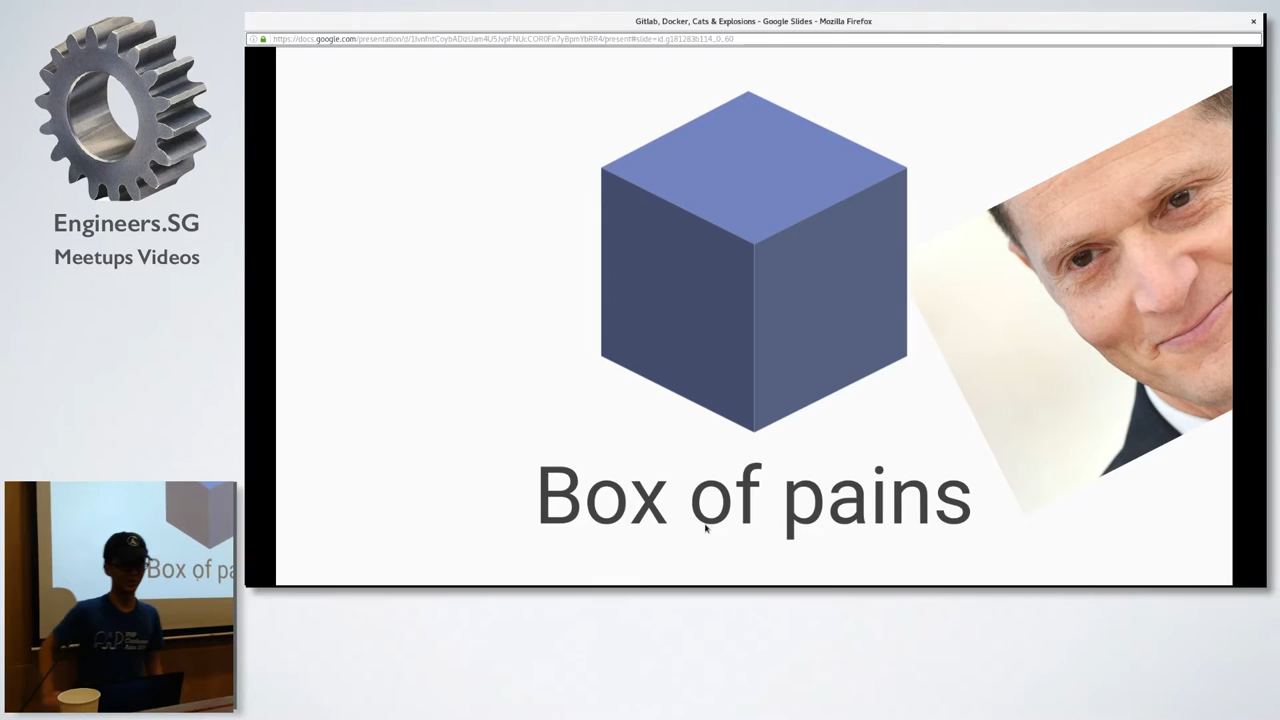 Gitlab, Docker, Cats & Explosions - Google Slides - Mozilla Firefox
Engineers.SG
Meetups Videos
Box of pains
Box of pa